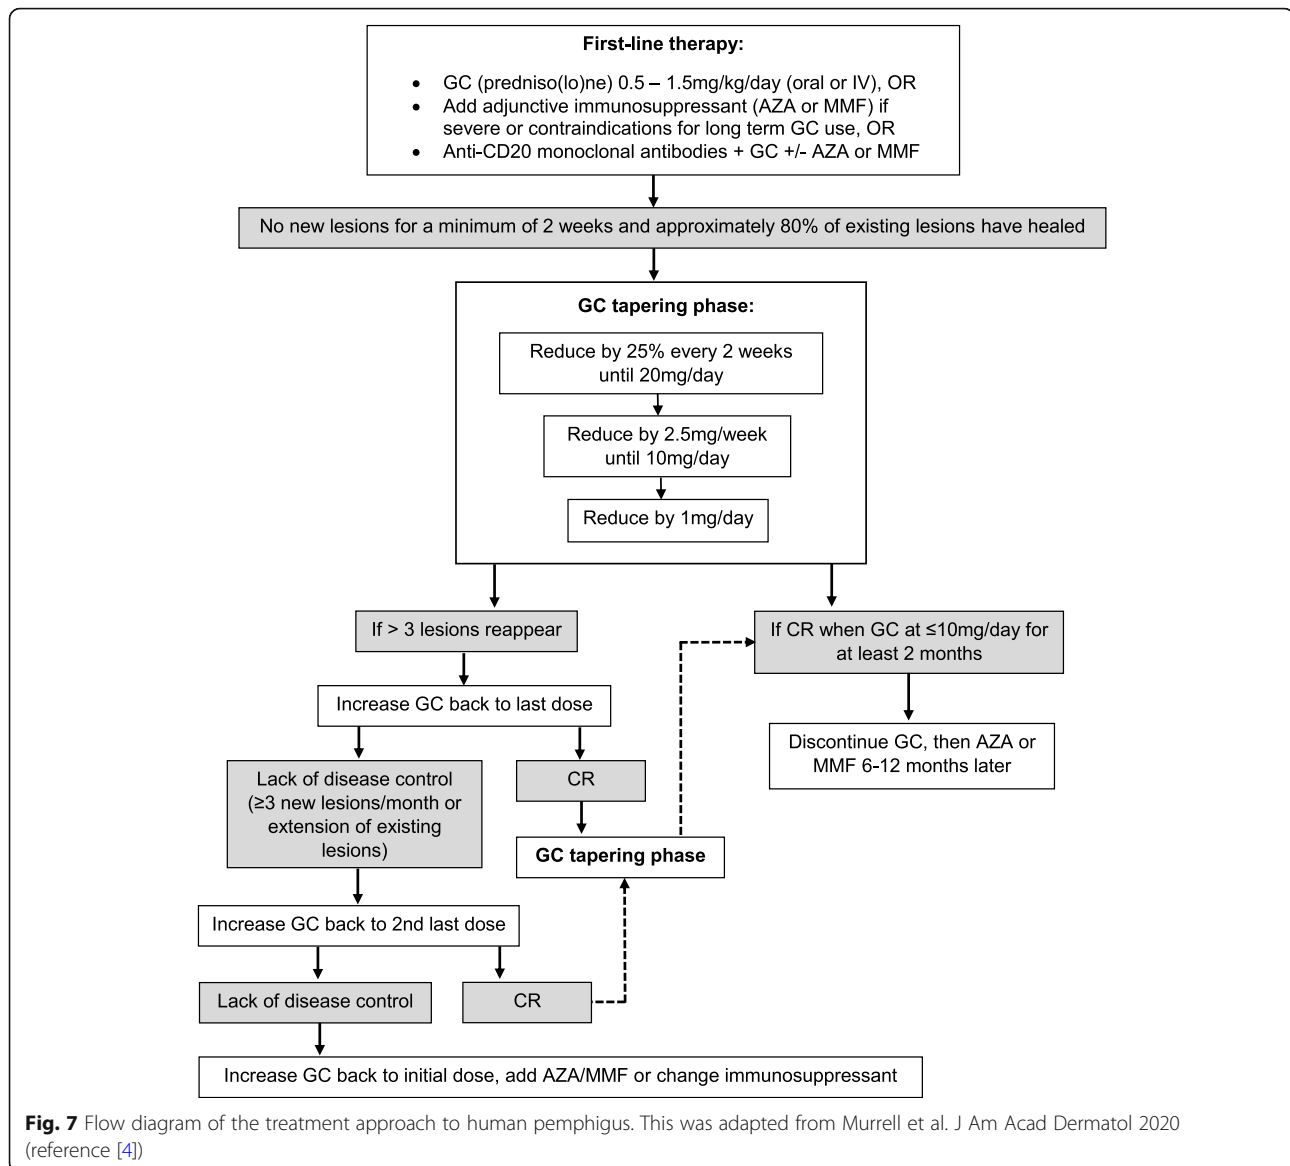 First-line therapy:
• GC (predniso(lo)ne) 0.5 – 1.5mg/kg/day (oral or IV), OR
• Add adjunctive immunosuppressant (AZA or MMF) if
severe or contraindications for long term GC use, OR
• Anti-CD20 monoclonal antibodies + GC +/- AZA or MMF
No new lesions for a minimum of 2 weeks and approximately 80% of existing lesions have healed
GC tapering phase:
Reduce by 25% every 2 weeks
until 20mg/day
Reduce by 2.5mg/week
until 10mg/day
Reduce by 1mg/day
If > 3 lesions reappear
If CR when GC at ≤10mg/day for
at least 2 months
Increase GC back to last dose
Discontinue GC, then AZA or
MMF 6-12 months later
Lack of disease control
(≥3 new lesions/month or
extension of existing
lesions)
CR
GC tapering phase
Increase GC back to 2nd last dose
Lack of disease control
CR
Increase GC back to initial dose, add AZA/MMF or change immunosuppressant
Fig. 7 Flow diagram of the treatment approach to human pemphigus. This was adapted from Murrell et al. J Am Acad Dermatol 2020
(reference [4])